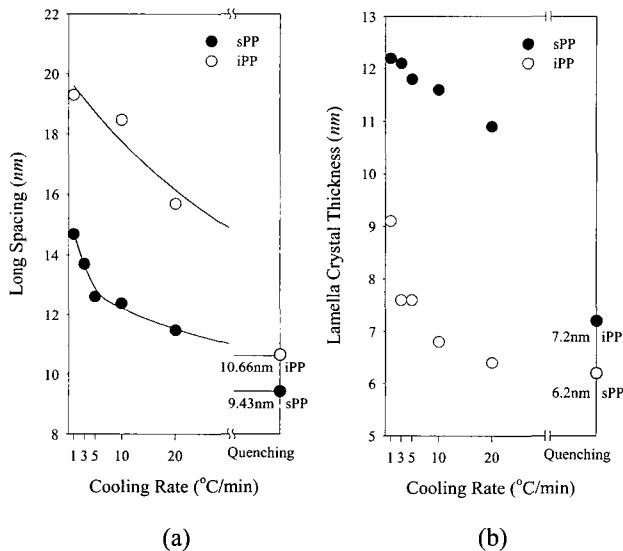 sPP
iPP
22
20
18
16
14
12
10
8
Long Spacing (nm)
10.66nm
iPP
9.43nm
sPP
1 3 5 10 20 Quenching
Cooling Rate (°C/min)
(a)
sPP
iPP
13
12
11
10
9
8
7
6
5
Lamella Crystal Thickness (nm)
7.2nm
iPP
6.2nm
sPP
1 3 5 10 20 Quenching
Cooling Rate (°C/min)
(b)